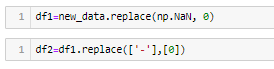 1 df1=new_data.replace(np.NaN, 0)
1 df2=df1.replace(['-'],[0])